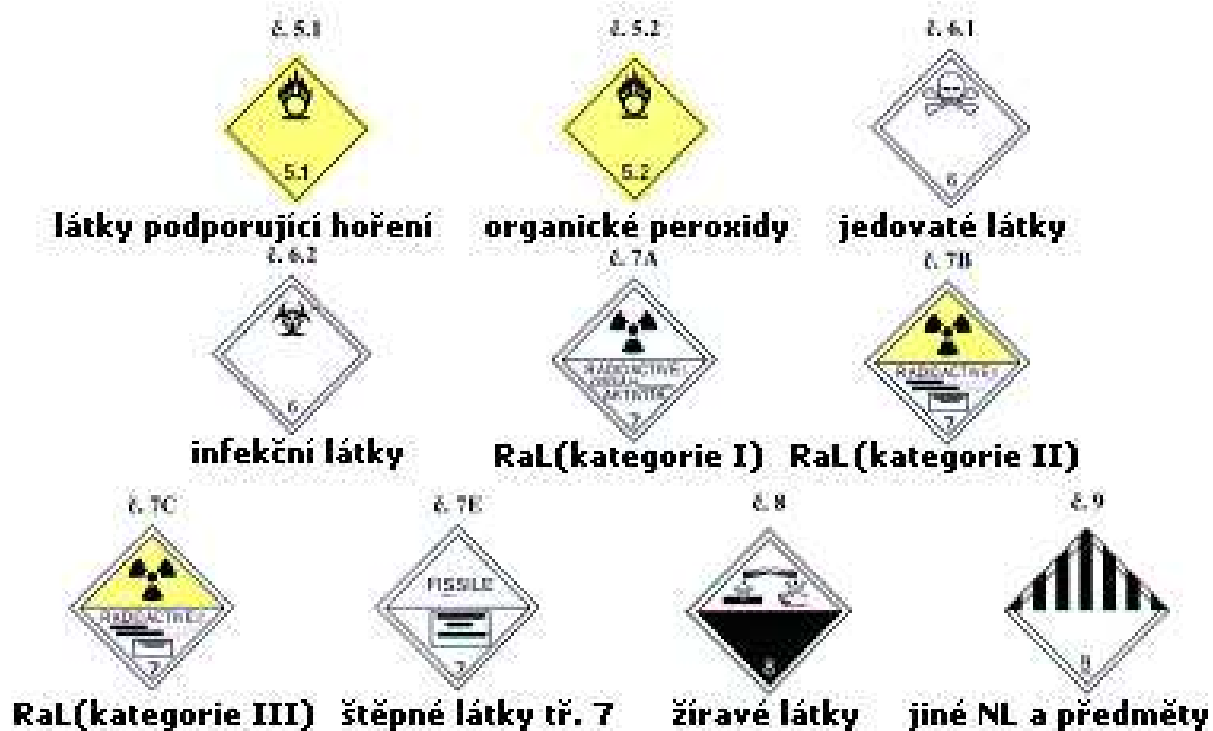 č. 5.1 č. 5.2 č. 6.1
5.1 5.2 6
látky podporující hoření organické peroxidy jedovaté látky
č. 6.2 č. 7A č. 7B
RADIOACTIVE RADIOACTIVE
6 7 7
infekční látky RaL(kategorie I) RaL(kategorie II)
č. 7C č. 7E č. 8 č. 9
FISSILE
RADIOACTIVE
7 7 8 9
RaL(kategorie III) štěpné látky tř. 7 žíravé látky jiné NL a předměty